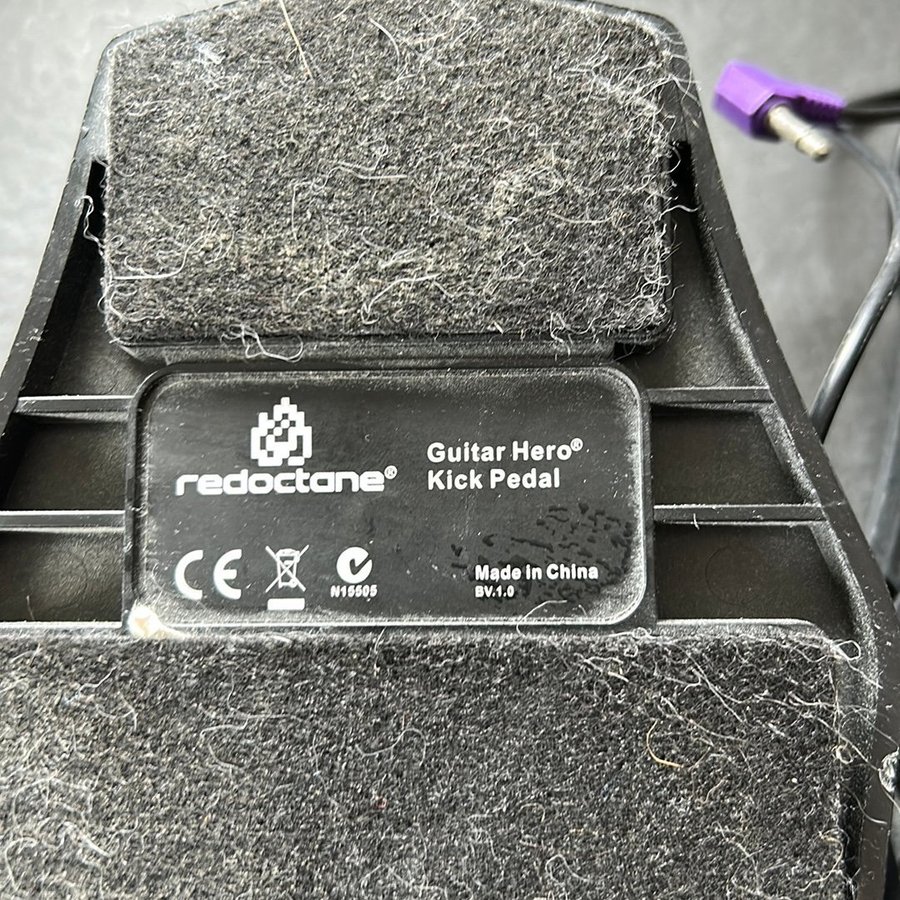 redoctane®
Guitar Hero®
Kick Pedal
CE
N15505
Made in China
BV.1.0